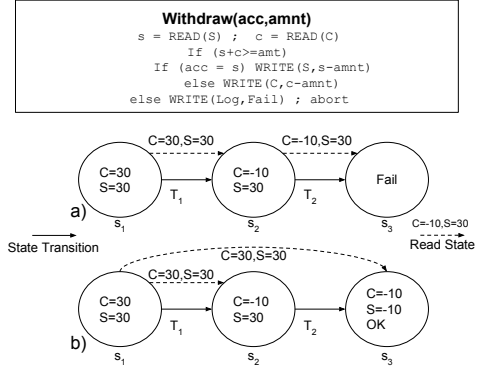 Withdraw(acc,amnt)
s = READ(S) ; c = READ(C)
If (s+c>=amt)
If (acc = s) WRITE(S,s-amnt)
else WRITE(C,c-amnt)
else WRITE(Log,Fail) ; abort
C=30,S=30 C=-10,S=30
C=30 C=-10 Fail
S=30 S=30
T1 T2
a)
s1 s2 s3
State Transition
C=-10,S=30
Read State
C=30,S=30
C=30,S=30
C=30 C=-10 C=-10
S=30 S=30 S=-10
OK
T1 T2
b)
s1 s2 s3